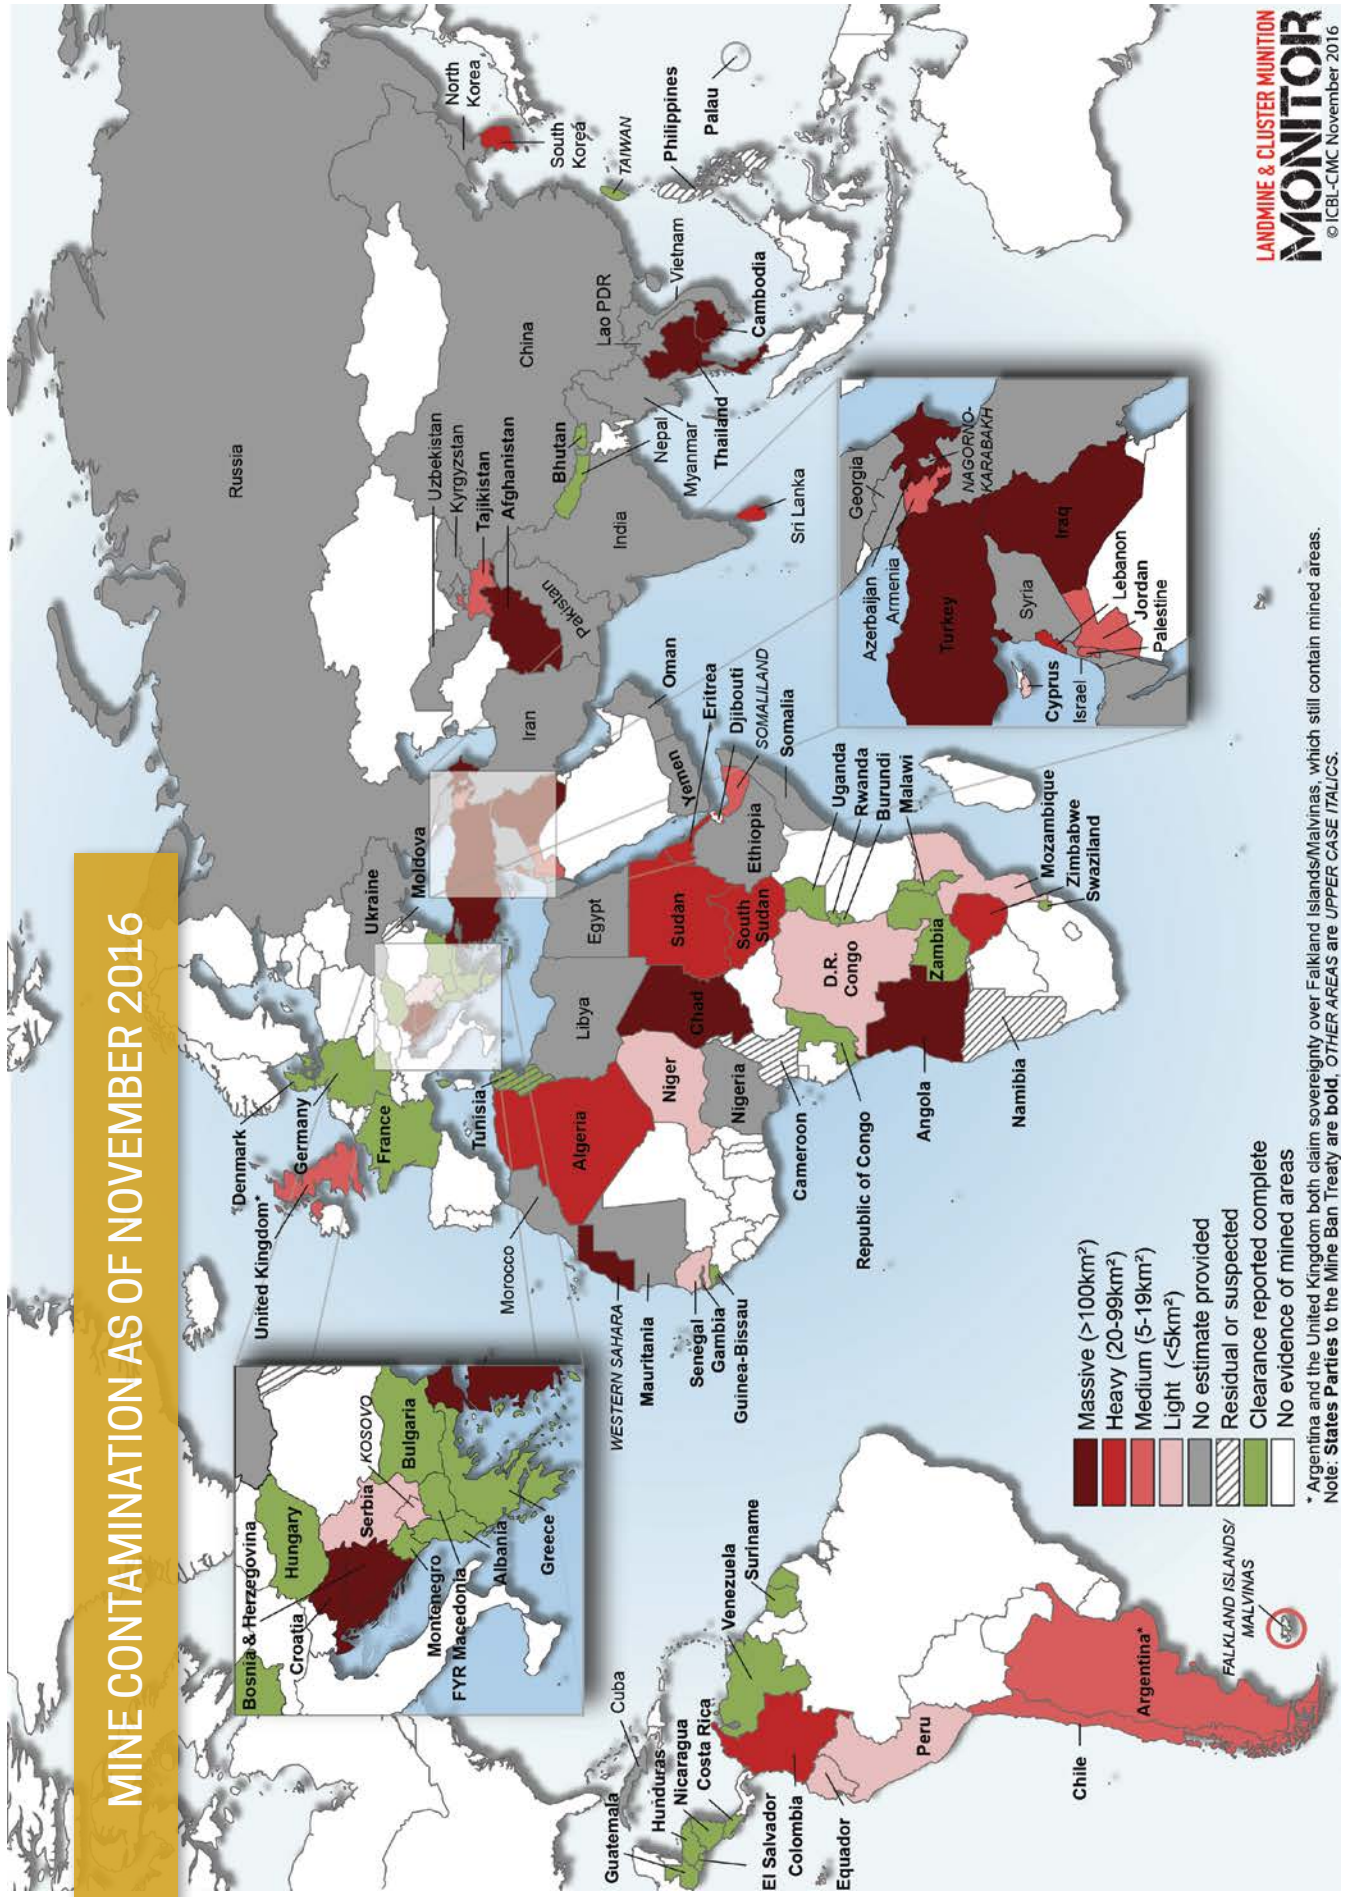 MINE CONTAMINATION AS OF NOVEMBER 2016
Bosnia & Herzegovina
Croatia
Hungary
Serbia
KOSOVO
Bulgaria
Montenegro
FYR Macedonia
Albania
Greece
"Denmark
United Kingdom*
Germany
France
Ukraine
Moldova
Russia
Uzbekistan
Kyrgyzstan
Tajikistan
Afghanistan
China
North
Korea
South
Korea
TAIWAN
Philippines
Palau
Lao PDR
Vietnam
Cambodia
Thailand
Myanmar
Nepal
Bhutan
India
Sri Lanka
Pakistan
Iran
Oman
Yemen
Eritrea
Djibouti
SOMALILAND
Somalia
Ethiopia
Egypt
Sudan
South
Sudan
Libya
Chad
Tunisia
Algeria
Niger
Nigeria
Morocco
WESTERN SAHARA
Mauritania
Senegal
Gambia
Guinea-Bissau
Cameroon
Republic of Congo
D.R.
Congo
Uganda
Rwanda
Burundi
Malawi
Angola
Zambia
Namibia
Mozambique
Zimbabwe
Swaziland
Cuba
Guatemala
Hunduras
Nicaragua
Costa Rica
El Salvador
Colombia
Equador
Venezuela
Suriname
Peru
Chile
Argentina*
FALKLAND ISLANDS/
MALVINAS
Georgia
Azerbaijan
Armenia
NAGORNO-
KARABAKH
Turkey
Syria
Iraq
Cyprus
Israel
Lebanon
Jordan
Palestine
Massive (>100km²)
Heavy (20-99km²)
Medium (5-19km²)
Light (<5km²)
No estimate provided
Residual or suspected
Clearance reported complete
No evidence of mined areas
* Argentina and the United Kingdom both claim sovereignty over Falkland Islands/Malvinas, which still contain mined areas.
Note: States Parties to the Mine Ban Treaty are bold, OTHER AREAS are UPPER CASE ITALICS.
LANDMINE & CLUSTER MUNITION
MONITOR
© ICBL-CMC November 2016